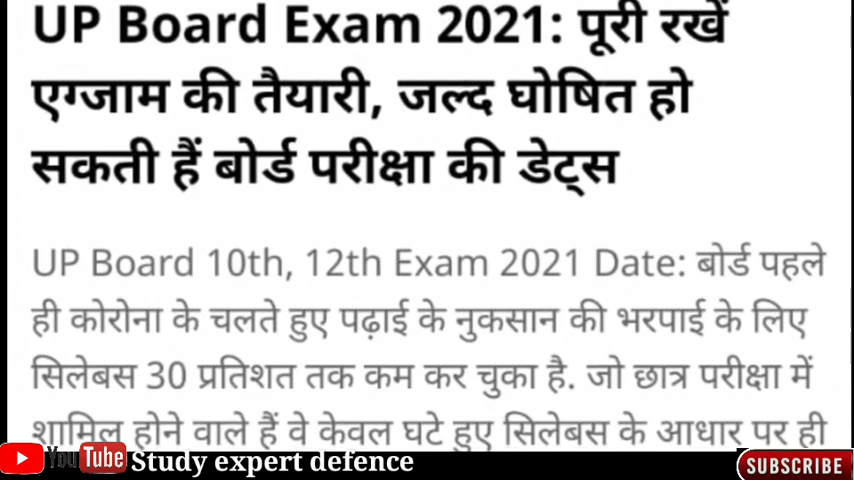 UP Board Exam 2021: पूरी रखें
एग्जाम की तैयारी, जल्द घोषित हो
सकती हैं बोर्ड परीक्षा की डेट्स
UP Board 10th, 12th Exam 2021 Date: बोर्ड पहले
ही कोरोना के चलते हुए पढ़ाई के नुकसान की भरपाई के लिए
सिलेबस 30 प्रतिशत तक कम कर चुका है. जो छात्र परीक्षा में
शामिल होने वाले हैं वे केवल घटे हुए सिलेबस के आधार पर ही
YouTube Study expert defence
SUBSCRIBE